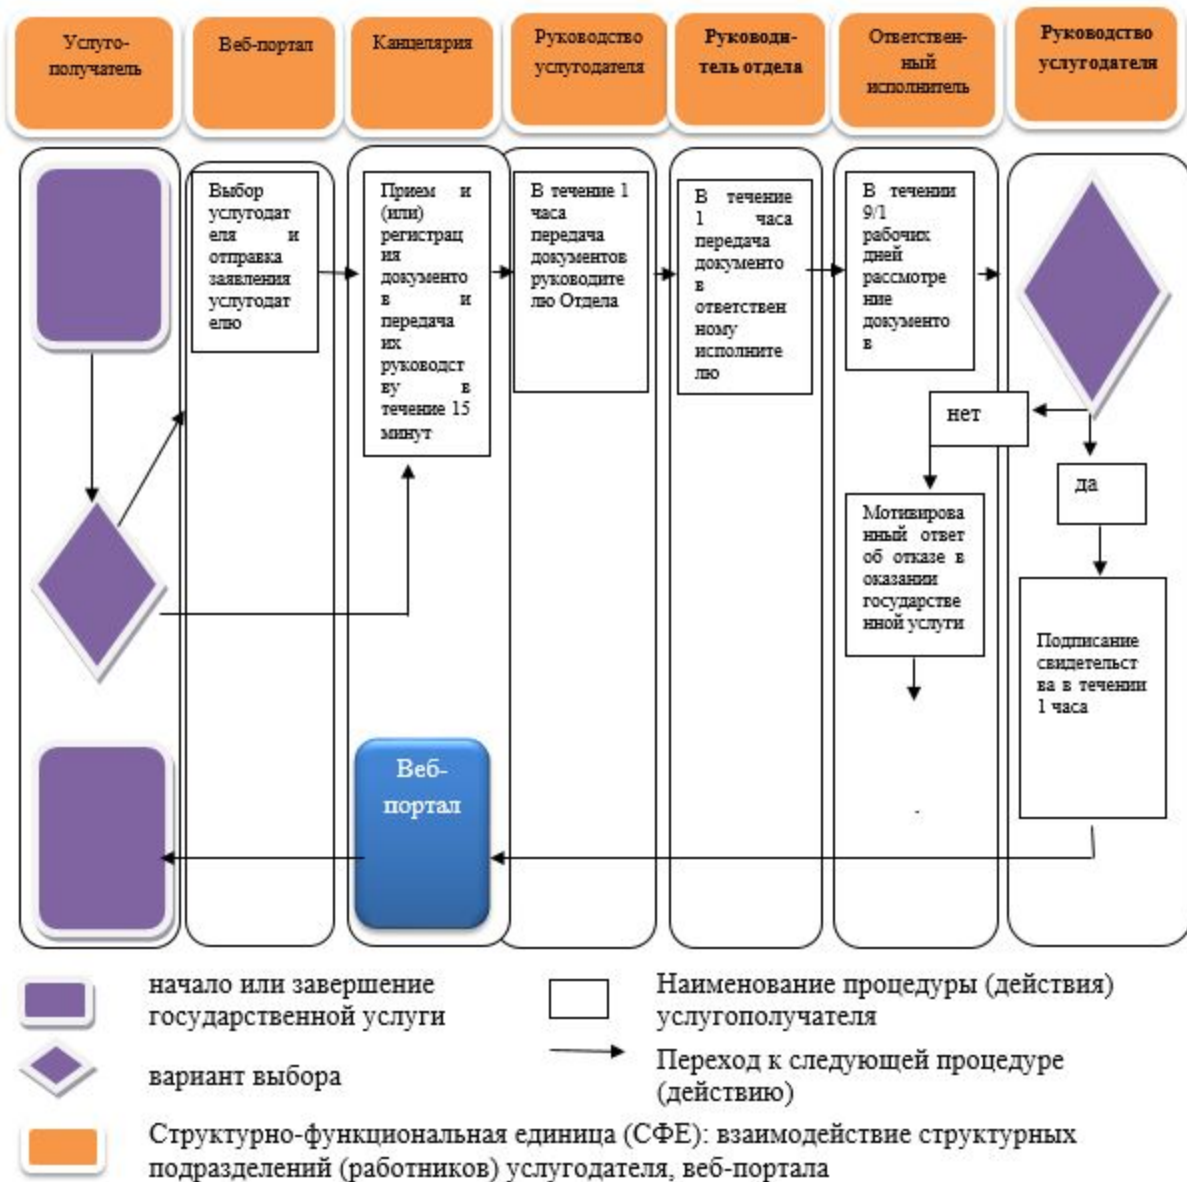 Услуго-
получатель
Веб-портал
Канцелярия
Руководство
услугодателя
Руководи-
тель отдела
Ответствен-
ный
исполнитель
Руководство
услугодателя
Выбор
услугодат
еля и
отправка
заявления
услугодат
елю
Прием и
(или)
регистрац
ия
документо
в и
передача
их
руководст
ву в
течение 15
минут
В течение 1
часа
передача
документов
руководите
лю Отдела
В течение
1 часа
передача
документо
в
ответствен
ному
исполните
лю
В течении
9/1
рабочих
дней
рассмотре
ние
документо
в
нет
да
Мотивирова
нный ответ
об отказе в
оказании
государстве
нной услуги
Подписание
свидетельст
ва в течении
1 часа
Веб-
портал
.
начало или завершение
государственной услуги
Наименование процедуры (действия)
услугополучателя
вариант выбора
Переход к следующей процедуре
(действию)
Структурно-функциональная единица (СФЕ): взаимодействие структурных
подразделений (работников) услугодателя, веб-портала